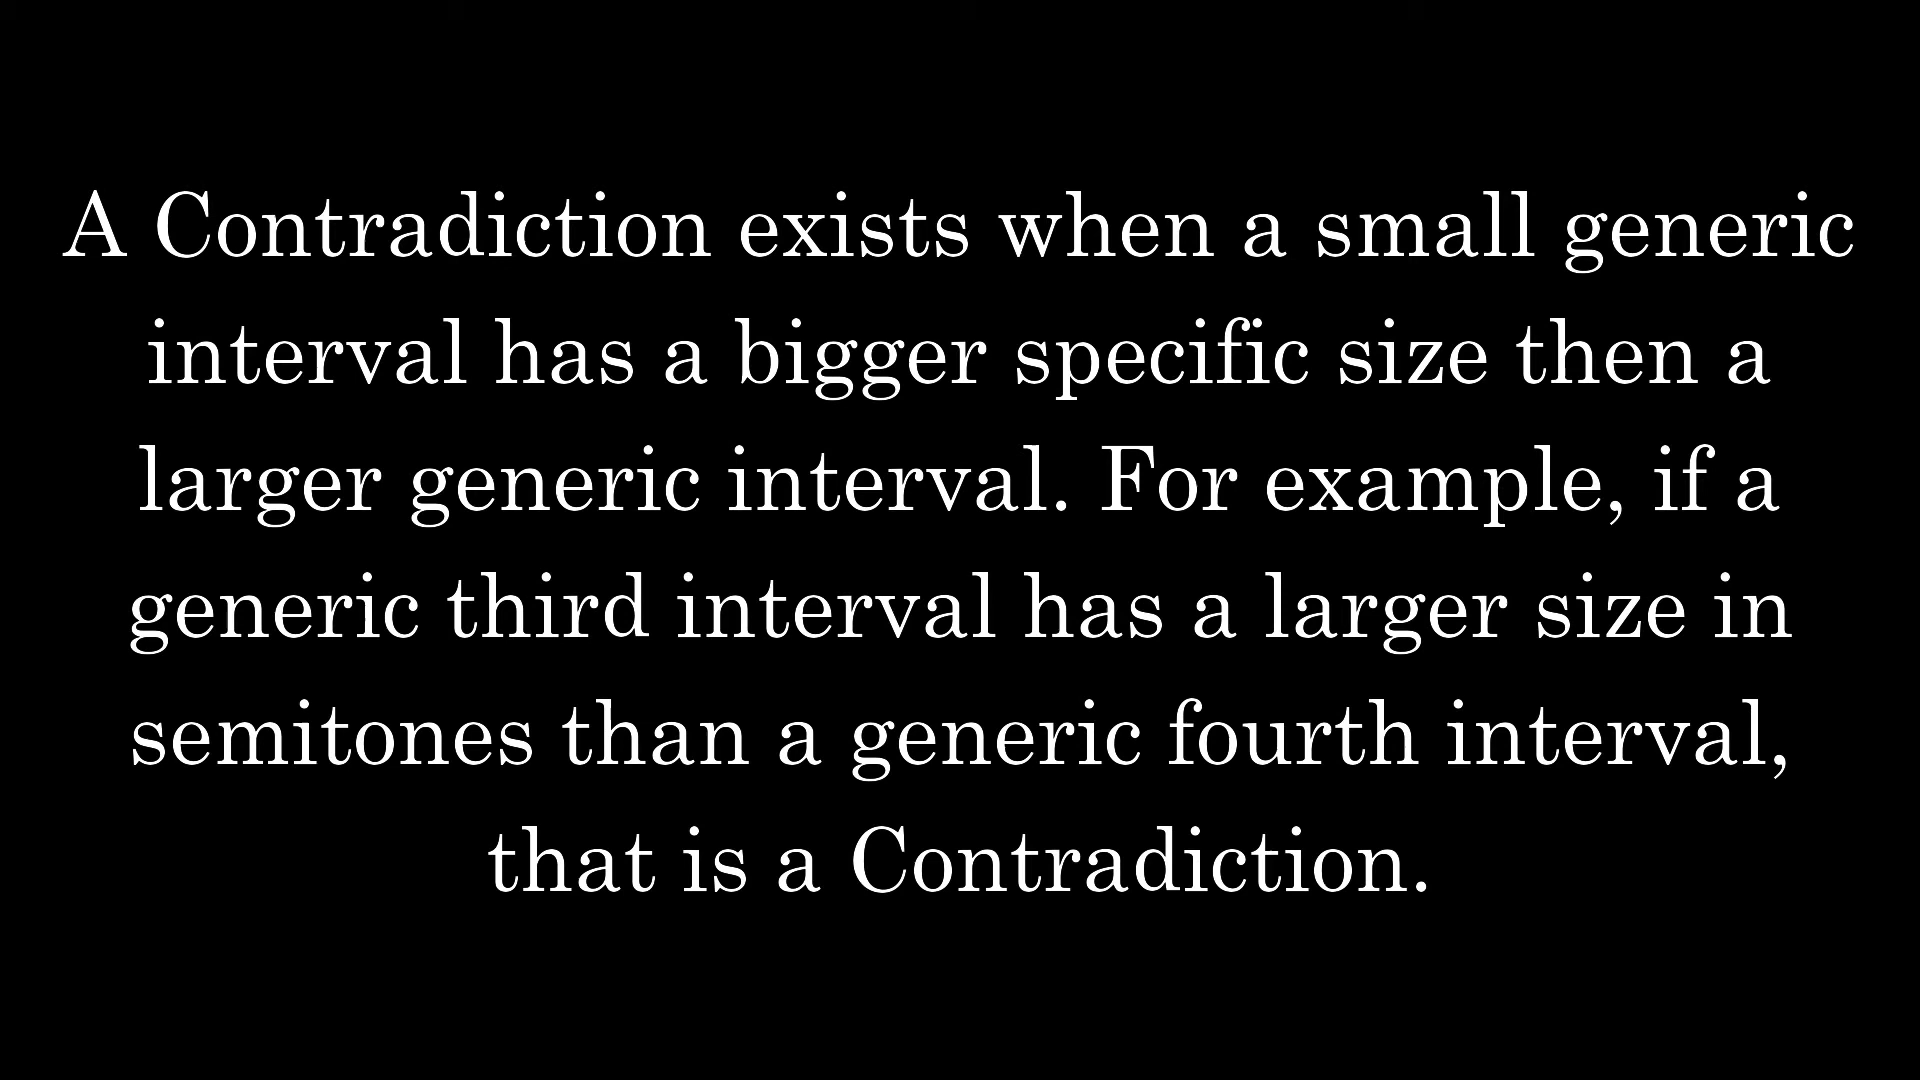 A Contradiction exists when a small generic
interval has a bigger specific size then a
larger generic interval. For example, if a
generic third interval has a larger size in
semitones than a generic fourth interval,
that is a Contradiction.